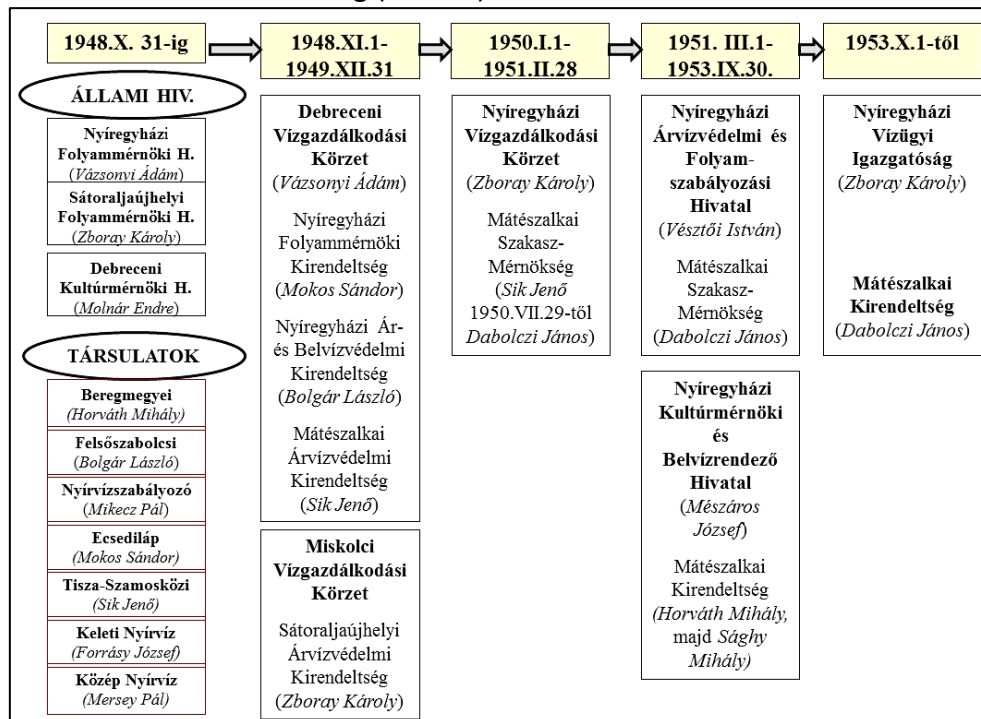 1948.X. 31-ig
ÁLLAMI HIV.
Nyíregyházi
Folyammérnöki H.
(Vázsonyi Ádám)
Sátoraljaújhelyi
Folyammérnöki H.
(Zboray Károly)
Debreceni
Kultúrmérnöki H.
(Molnár Endre)
TÁRSULATOK
Beregmegyei
(Horváth Mihály)
Felsőszabolcsi
(Bolgár László)
Nyírvízszabályozó
(Mikecz Pál)
Ecsediláp
(Mokos Sándor)
Tisza-Szamosközi
(Sik Jenő)
Keleti Nyírvíz
(Forrásy József)
Közép Nyírvíz
(Mersey Pál)
1948.XI.1-
1949.XII.31
Debreceni
Vízgazdálkodási
Körzet
(Vázsonyi Ádám)
Nyíregyházi
Folyammérnöki
Kirendeltség
(Mokos Sándor)
Nyíregyházi Ár-
és Belvízvédelmi
Kirendeltség
(Bolgár László)
Mátészalkai
Árvízvédelmi
Kirendeltség
(Sik Jenő)
Miskolci
Vízgazdálkodási
Körzet
Sátoraljaújhelyi
Árvízvédelmi
Kirendeltség
(Zboray Károly)
1950.I.1-
1951.II.28
Nyíregyházi
Vízgazdálkodási
Körzet
(Zboray Károly)
Mátészalkai
Szakasz-
Mérnökség
(Sik Jenő
1950.VII.29-től
Dabolczi János)
1951. III.1-
1953.IX.30.
Nyíregyházi
Árvízvédelmi és
Folyam-
szabályozási
Hivatal
(Vésztői István)
Mátészalkai
Szakasz-
Mérnökség
(Dabolczi János)
Nyíregyházi
Kultúrmérnöki
és
Belvízrendező
Hivatal
(Mészáros
József)
Mátészalkai
Kirendeltség
(Horváth Mihály,
majd Sághy
Mihály)
1953.X.1-től
Nyíregyházi
Vízügyi
Igazgatóság
(Zboray Károly)
Mátészalkai
Kirendeltség
(Dabolczi János)